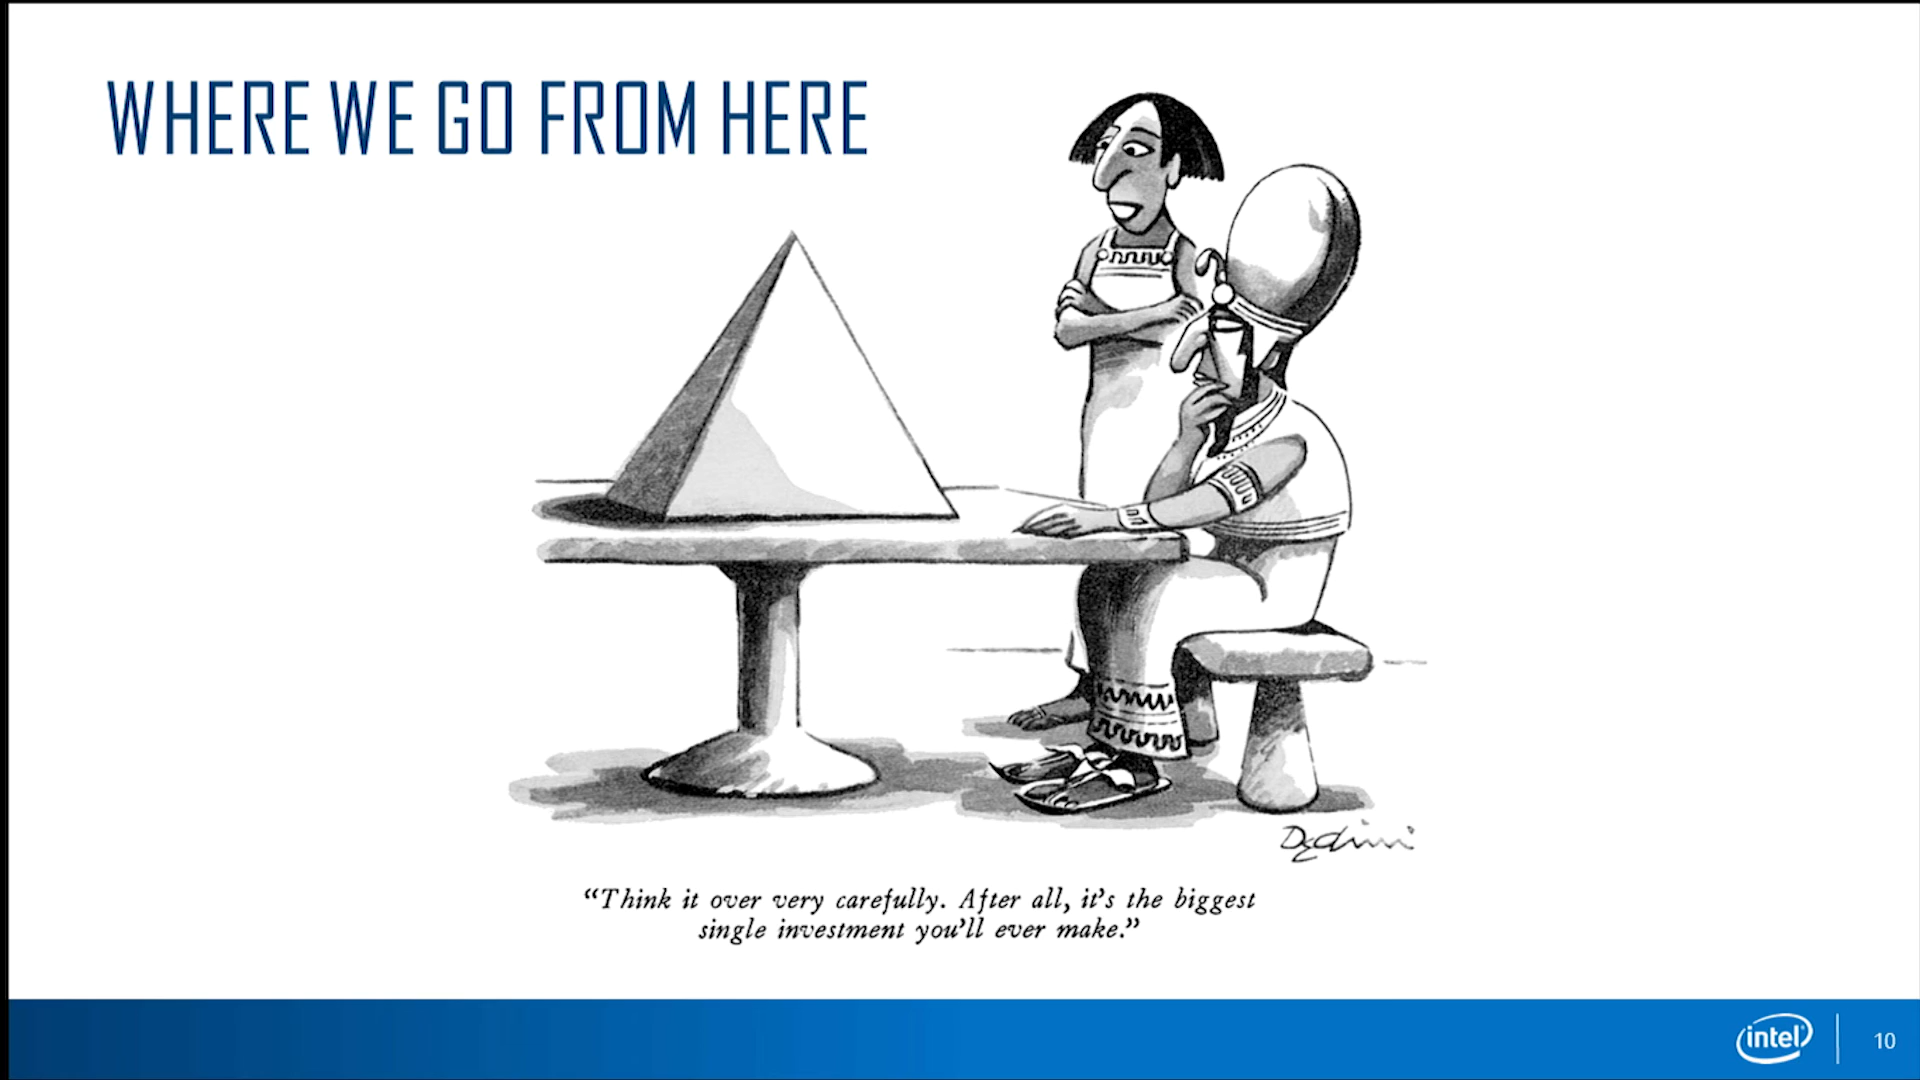 WHERE WE GO FROM HERE
Dedini
“Think it over very carefully. After all, it’s the biggest
single investment you’ll ever make.”
intel
10